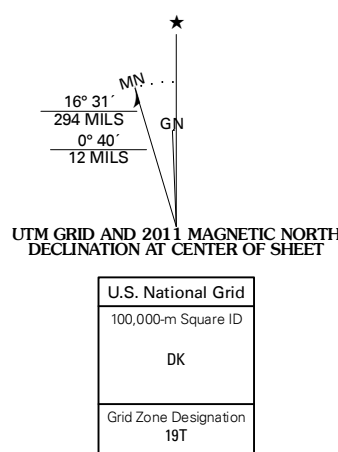 MN
16° 31´
294 MILS
GN
0° 40´
12 MILS
UTM GRID AND 2011 MAGNETIC NORTH
DECLINATION AT CENTER OF SHEET
U.S. National Grid
100,000-m Square ID
DK
Grid Zone Designation
19T